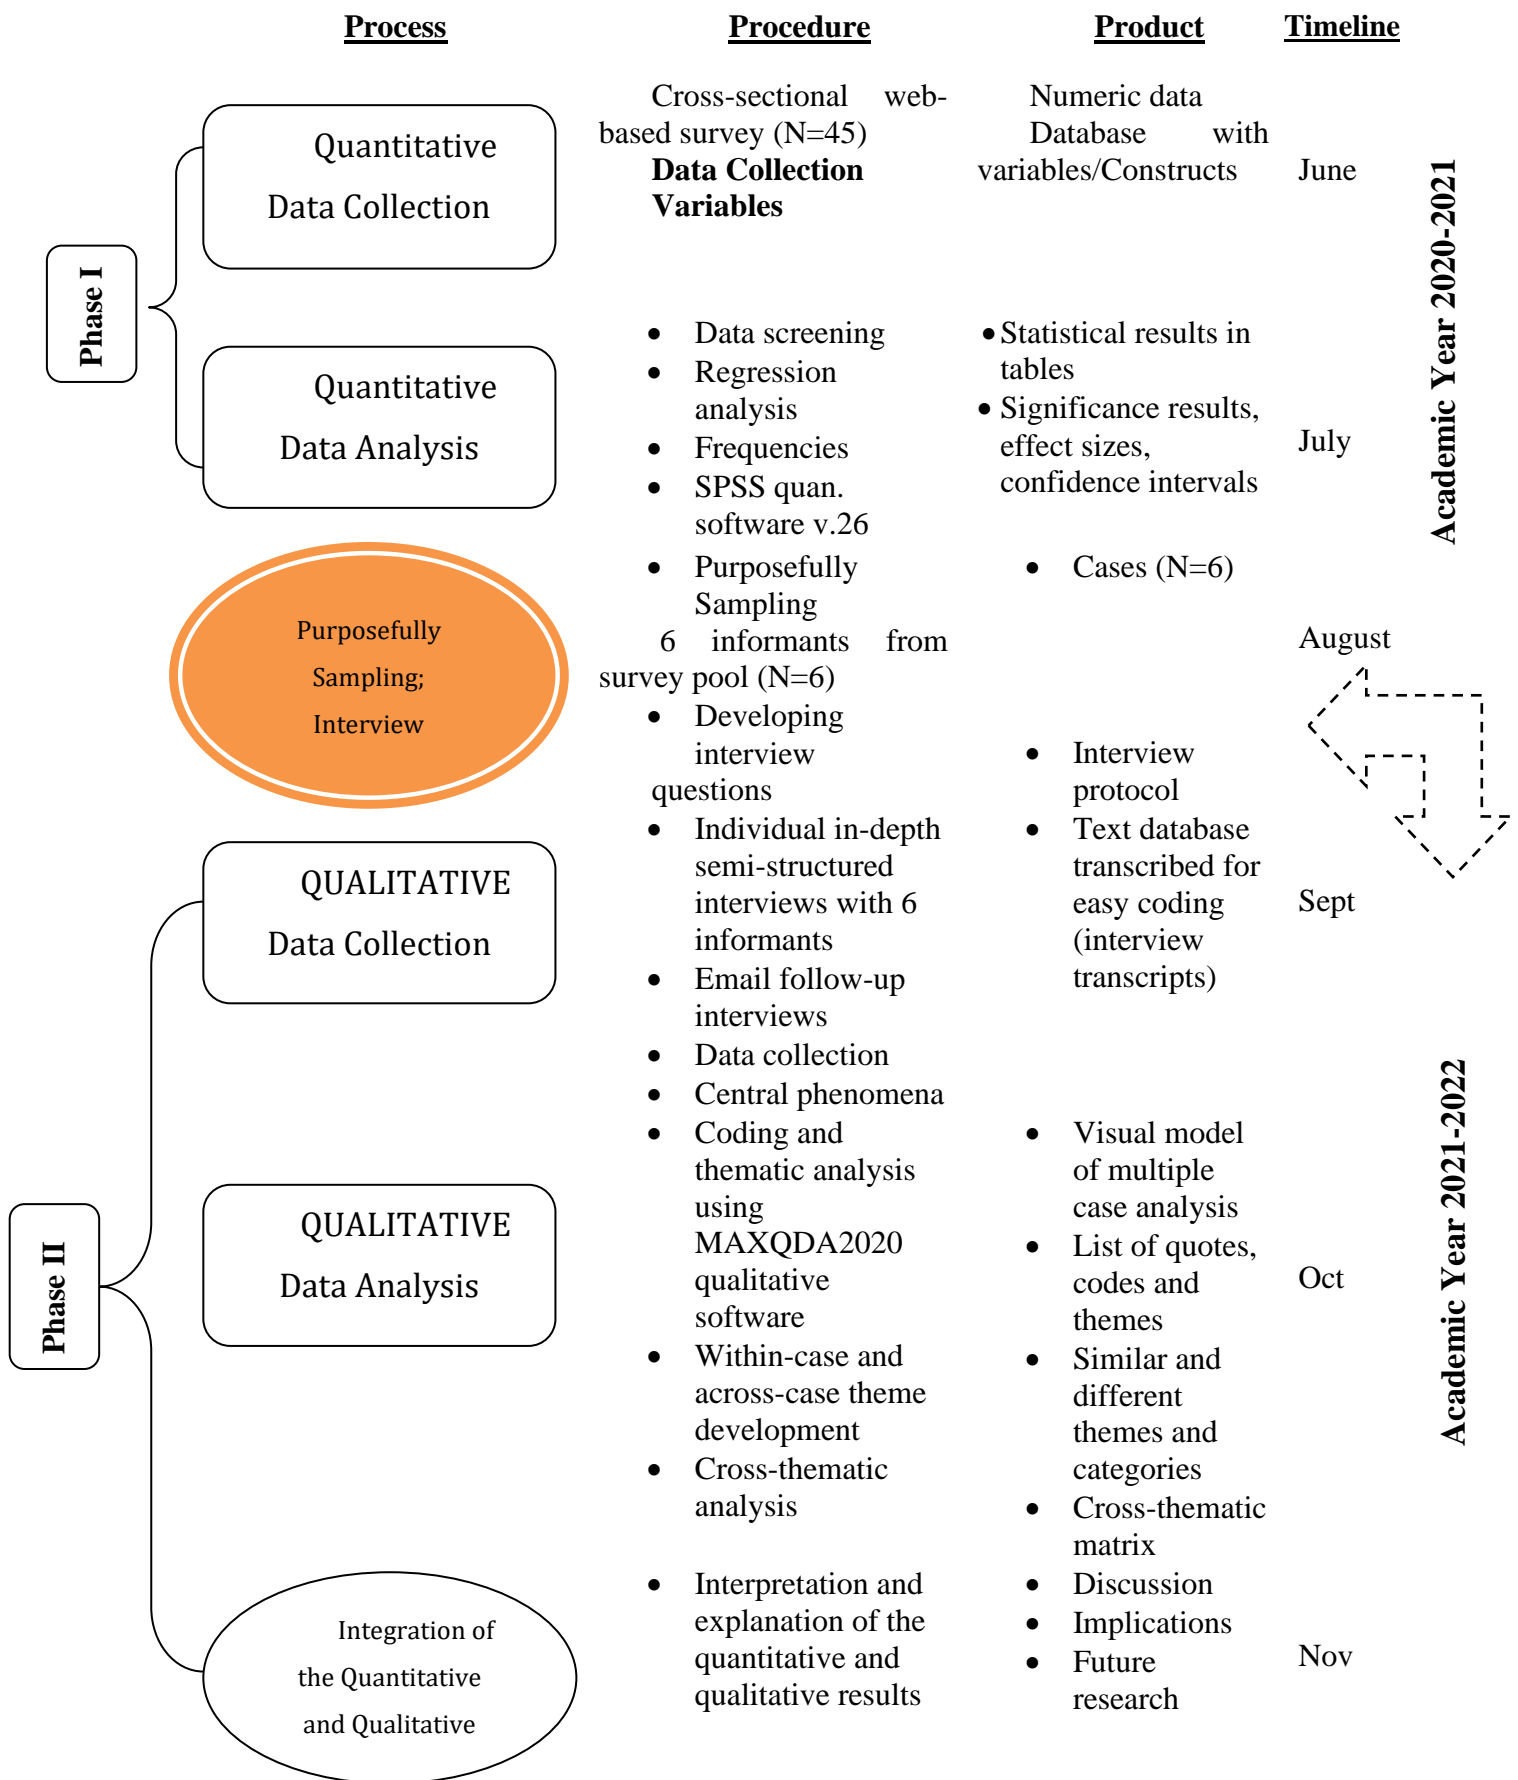 Process Procedure Product Timeline
Phase I
Quantitative
Data Collection
Cross-sectional web-
based survey (N=45)
Data Collection
Variables
Numeric data
Database with
variables/Constructs
June
Academic Year 2020-2021
Quantitative
Data Analysis
• Data screening
• Regression
analysis
• Frequencies
• SPSS quan.
software v.26
• Statistical results in
tables
• Significance results,
effect sizes,
confidence intervals
July
Purposefully
Sampling;
Interview
• Purposefully
Sampling
6 informants from
survey pool (N=6)
• Developing
interview
questions
• Cases (N=6)
• Interview
protocol
August
Phase II
QUALITATIVE
Data Collection
• Individual in-depth
semi-structured
interviews with 6
informants
• Email follow-up
interviews
• Data collection
• Central phenomena
• Text database
transcribed for
easy coding
(interview
transcripts)
Sept
Academic Year 2021-2022
QUALITATIVE
Data Analysis
• Coding and
thematic analysis
using
MAXQDA2020
qualitative
software
• Within-case and
across-case theme
development
• Cross-thematic
analysis
• Visual model
of multiple
case analysis
• List of quotes,
codes and
themes
• Similar and
different
themes and
categories
• Cross-thematic
matrix
Oct
Integration of
the Quantitative
and Qualitative
• Interpretation and
explanation of the
quantitative and
qualitative results
• Discussion
• Implications
• Future
research
Nov